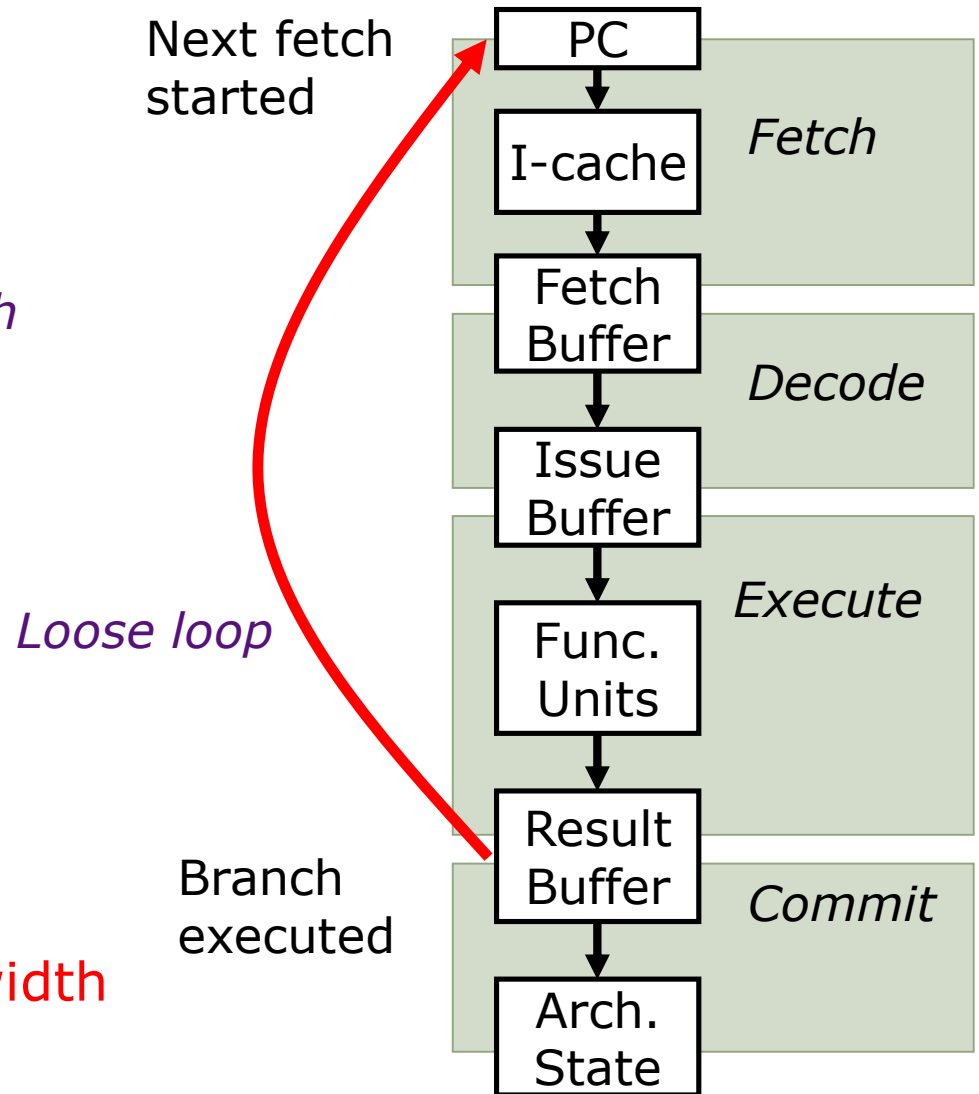 Next fetch
started
PC
I-cache
Fetch
Fetch
Buffer
Decode
Issue
Buffer
Execute
Loose loop
Func.
Units
Result
Buffer
Branch
executed
Commit
Arch.
State